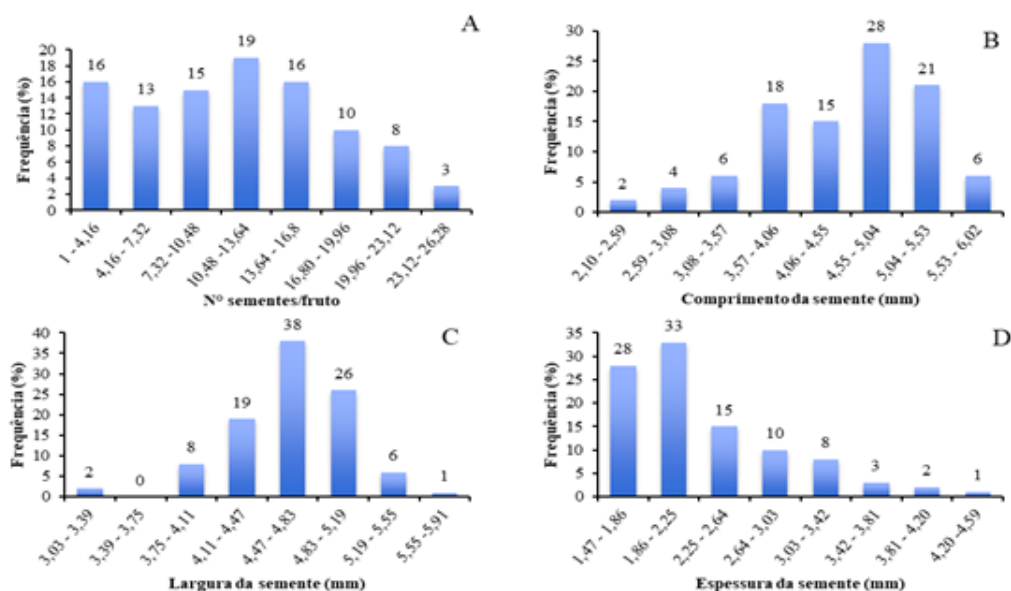 A
Frequência (%)
20
18
16
14
12
10
8
6
4
2
0
16
13
15
19
16
10
8
3
1 - 4,16
4,16 - 7,32
7,32 -10,48
10,48 -13,64
13,64 -16,8
16,80 - 19,96
19,96 - 23,12
23,12-26,28
Nº sementes/fruto
B
Frequência (%)
30
25
20
15
10
5
0
2
4
6
18
15
28
21
6
2,10 - 2,59
2,59 - 3,08
3,08 - 3,57
3,57 - 4,06
4,06 - 4,55
4,55 - 5,04
5,04 - 5,53
5,53 - 6,02
Comprimento da semente (mm)
C
Frequência (%)
40
35
30
25
20
15
10
5
0
2
0
8
19
38
26
6
1
3,03 - 3,39
3,39 - 3,75
3,75 - 4,11
4,11 - 4,47
4,47 - 4,83
4,83 - 5,19
5,19 - 5,55
5,55 -5,91
Largura da semente (mm)
D
Frequência (%)
35
30
25
20
15
10
5
0
28
33
15
10
8
3
2
1
1,47 - 1,86
1,86 - 2,25
2,25 - 2,64
2,64 - 3,03
3,03 - 3,42
3,42 - 3,81
3,81 - 4,20
4,20 -4,59
Espessura da semente (mm)